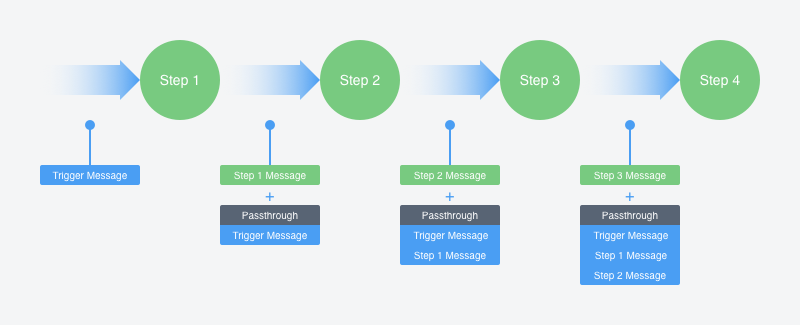 Step 1
Step 2
Step 3
Step 4
Trigger Message
Step 1 Message
+
Passthrough
Trigger Message
Step 2 Message
+
Passthrough
Trigger Message
Step 1 Message
Step 3 Message
+
Passthrough
Trigger Message
Step 1 Message
Step 2 Message